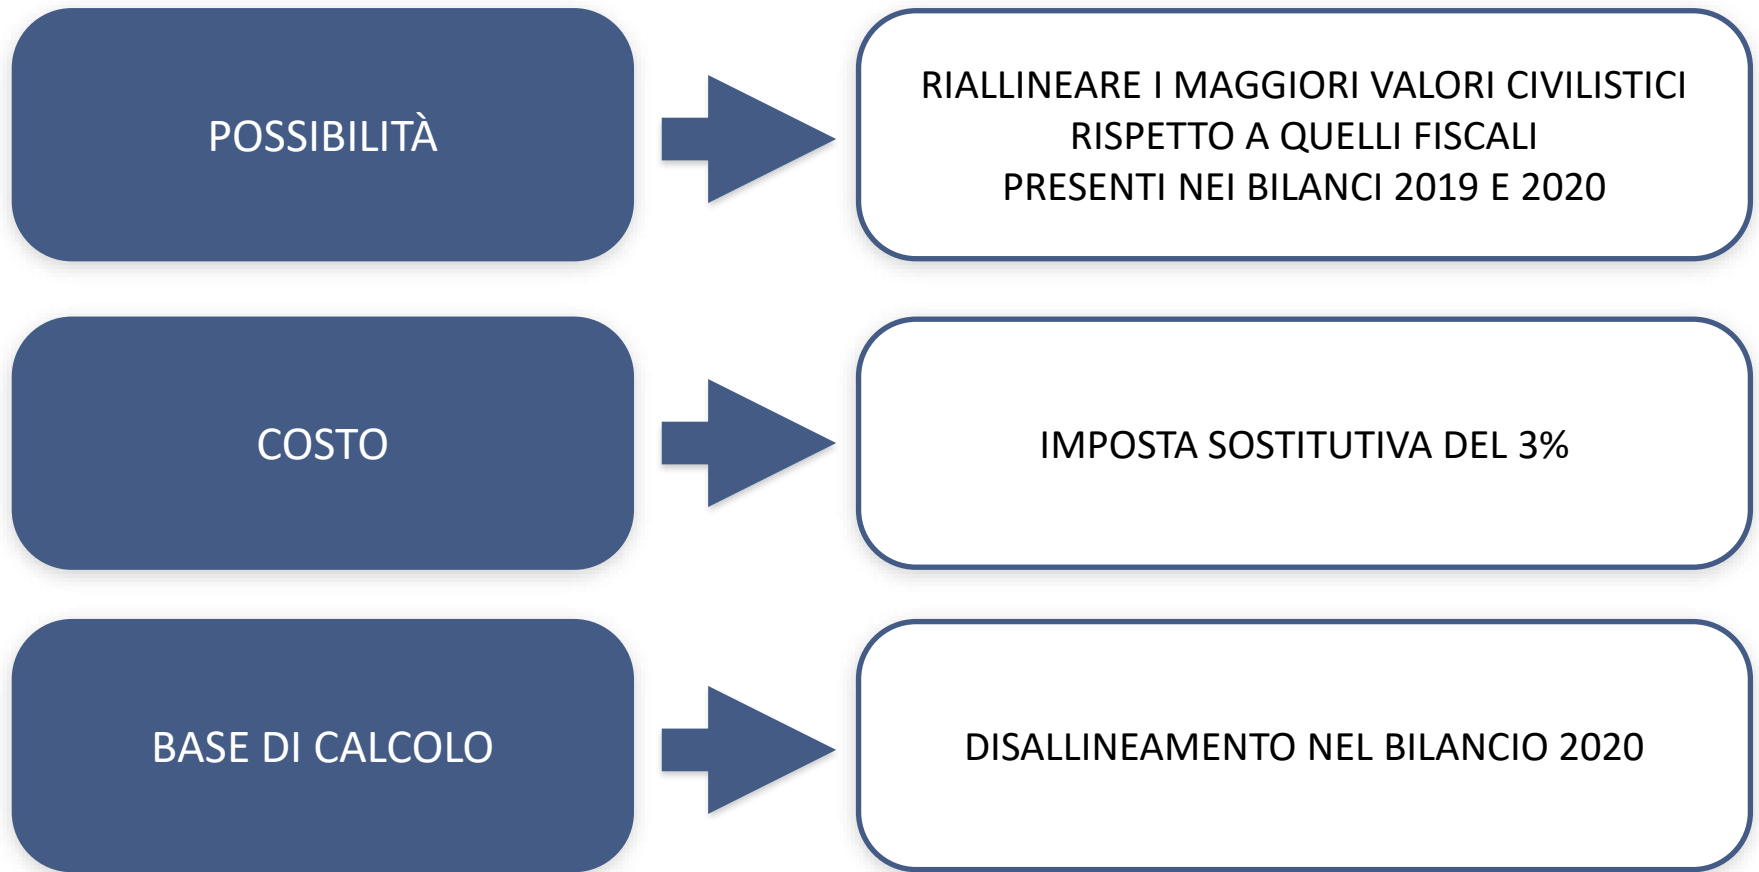 POSSIBILITÀ
RIALLINEARE I MAGGIORI VALORI CIVILISTICI
RISPETTO A QUELLI FISCALI
PRESENTI NEI BILANCI 2019 E 2020
COSTO
IMPOSTA SOSTITUTIVA DEL 3%
BASE DI CALCOLO
DISALLINEAMENTO NEL BILANCIO 2020